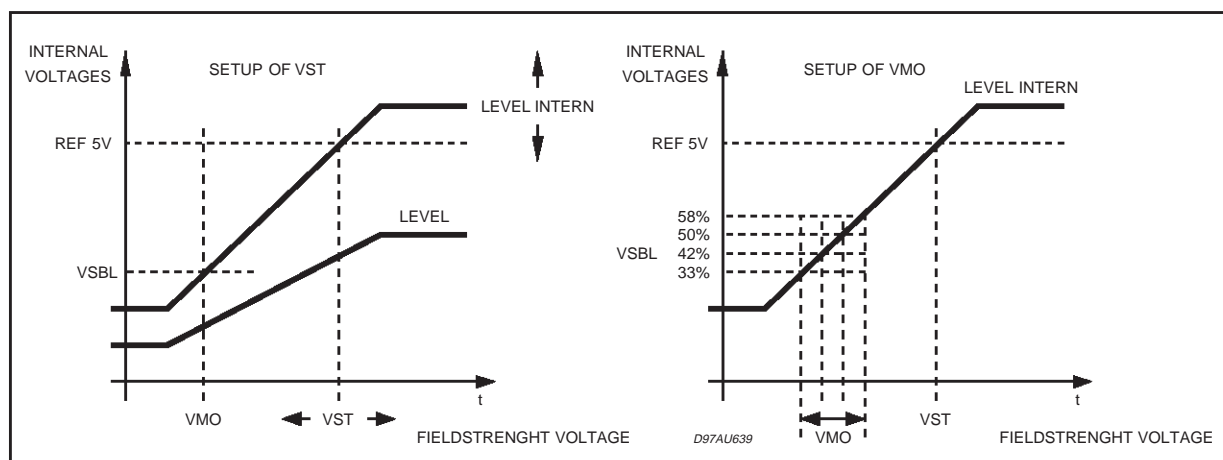 INTERNAL
VOLTAGES
SETUP OF VST
LEVEL INTERN
REF 5V
LEVEL
VSBL
t
VMO
VST
FIELDSTRENGHT VOLTAGE
INTERNAL
VOLTAGES
SETUP OF VMO
LEVEL INTERN
REF 5V
58%
50%
VSBL 42%
33%
t
D97AU639
VMO
VST
FIELDSTRENGHT VOLTAGE